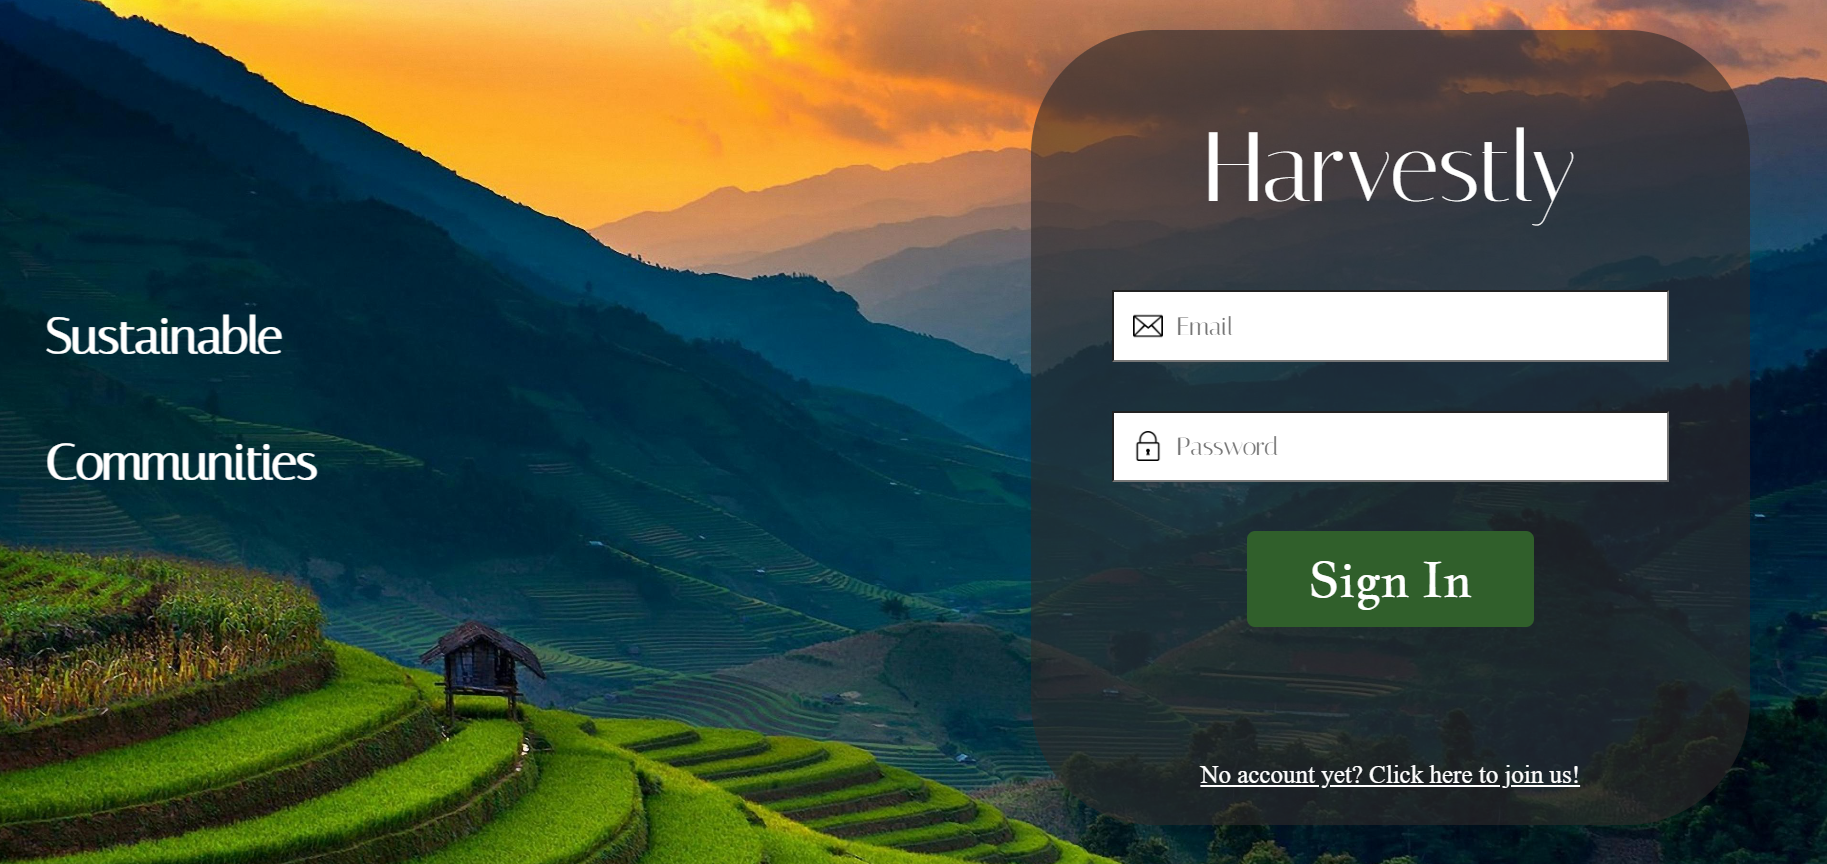 Sustainable
Communities
Harvestly
Email
Password
Sign In
No account yet? Click here to join us!